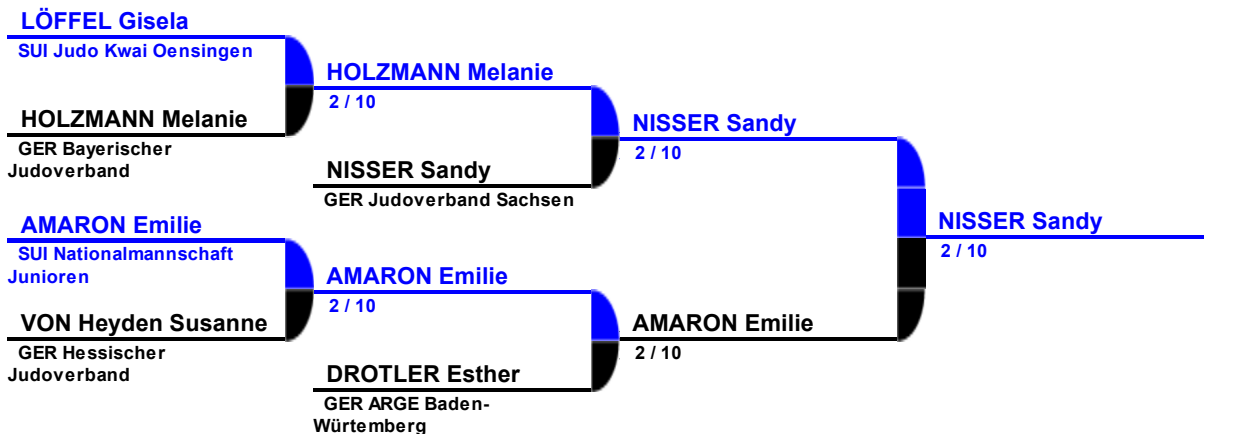 LÖFFEL Gisela
SUI Judo Kwai Oensingen
HOLZMANN Melanie
GER Bayerischer
Judoverband
HOLZMANN Melanie
2 / 10
NISSER Sandy
GER Judoverband Sachsen
NISSER Sandy
2 / 10
AMARON Emilie
SUI Nationalmannschaft
Junioren
VON Heyden Susanne
GER Hessischer
Judoverband
AMARON Emilie
2 / 10
DROTLER Esther
GER ARGE Baden-
Würtemberg
AMARON Emilie
2 / 10
NISSER Sandy
2 / 10